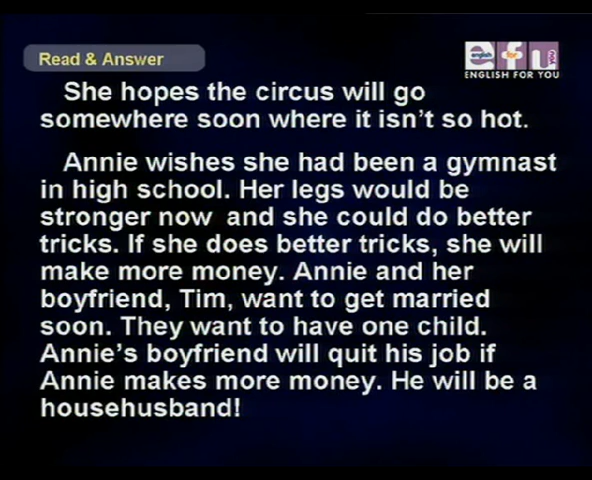 Read & Answer
efu
english for you
ENGLISH FOR YOU
She hopes the circus will go
somewhere soon where it isn't so hot.
Annie wishes she had been a gymnast
in high school. Her legs would be
stronger now and she could do better
tricks. If she does better tricks, she will
make more money. Annie and her
boyfriend, Tim, want to get married
soon. They want to have one child.
Annie's boyfriend will quit his job if
Annie makes more money. He will be a
househusband!